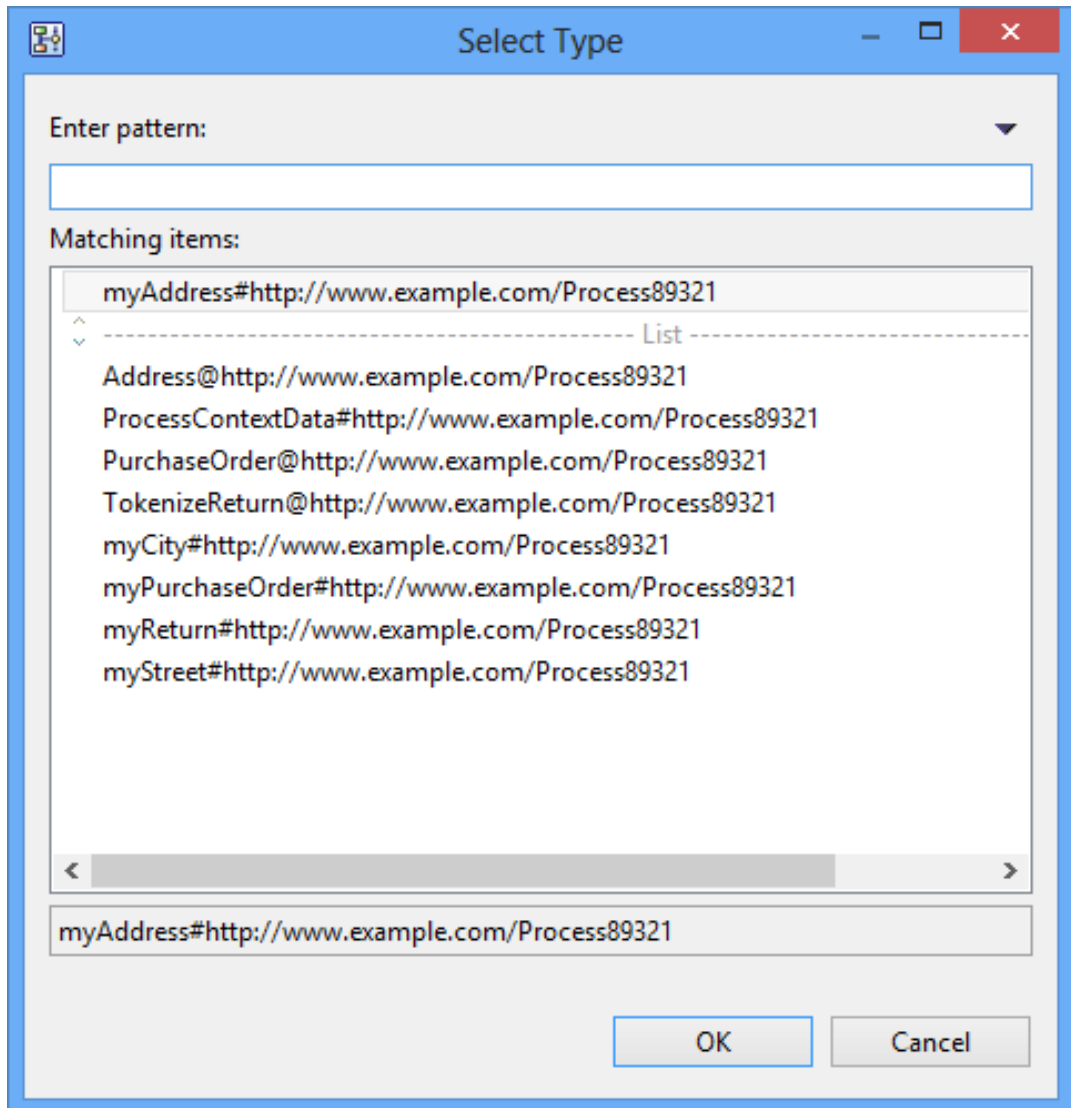 Select Type
Enter pattern:
Matching items:
myAddress#http://www.example.com/Process89321
List
Address@http://www.example.com/Process89321
ProcessContextData#http://www.example.com/Process89321
PurchaseOrder@http://www.example.com/Process89321
TokenizeReturn@http://www.example.com/Process89321
myCity#http://www.example.com/Process89321
myPurchaseOrder#http://www.example.com/Process89321
myReturn#http://www.example.com/Process89321
myStreet#http://www.example.com/Process89321
myAddress#http://www.example.com/Process89321
OK Cancel